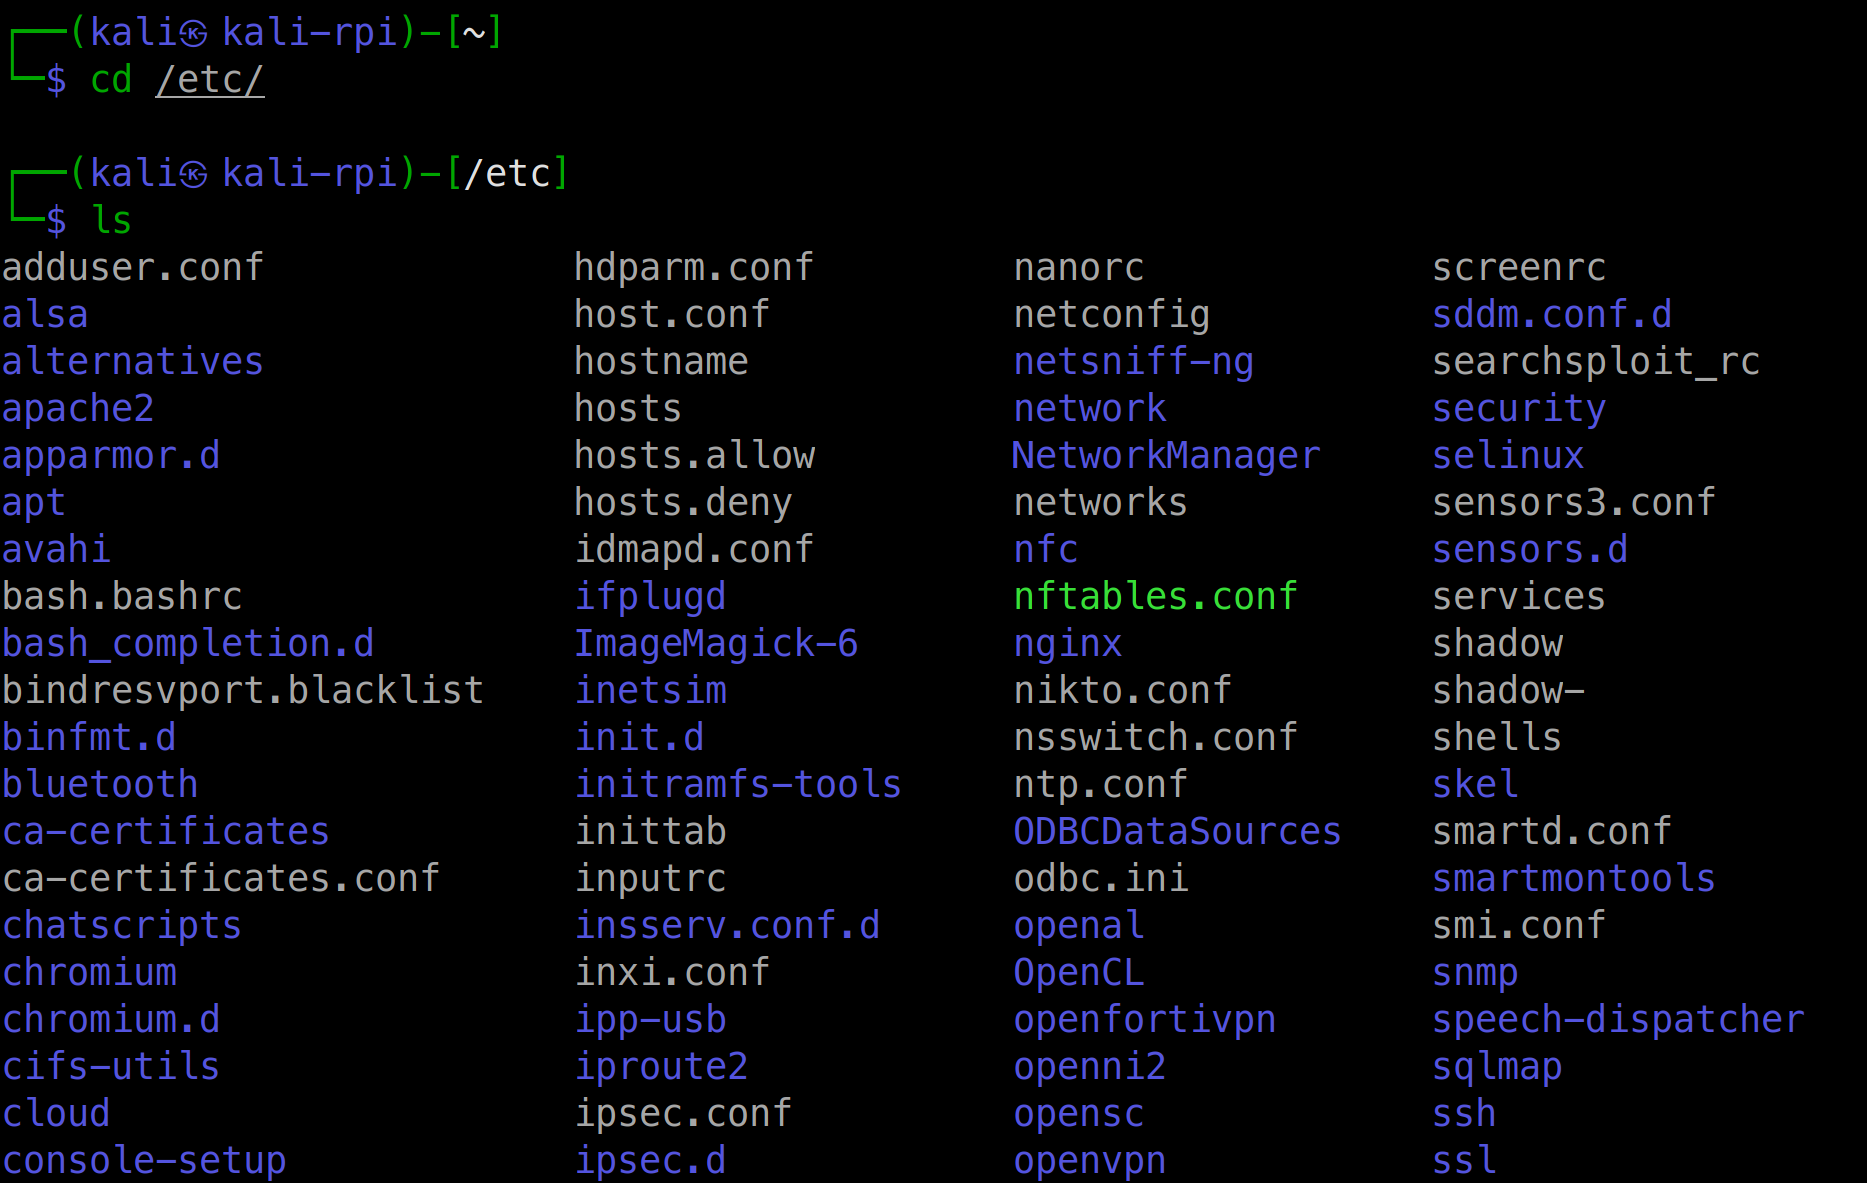 ┌──(kali㉿kali-rpi)-[~]
└─$ cd /etc/
┌──(kali㉿kali-rpi)-[/etc]
└─$ ls
adduser.conf hdparm.conf nanorc screenrc
alsa host.conf netconfig sddm.conf.d
alternatives hostname netsniff-ng searchsploit_rc
apache2 hosts network security
apparmor.d hosts.allow NetworkManager selinux
apt hosts.deny networks sensors3.conf
avahi idmapd.conf nfc sensors.d
bash.bashrc ifplugd nftables.conf services
bash_completion.d ImageMagick-6 nginx shadow
bindresvport.blacklist inetsim nikto.conf shadow-
binfmt.d init.d nsswitch.conf shells
bluetooth initramfs-tools ntp.conf skel
ca-certificates inittab ODBCDataSources smartd.conf
ca-certificates.conf inputrc odbc.ini smartmontools
chatscripts insserv.conf.d openal smi.conf
chromium inxi.conf OpenCL snmp
chromium.d ipp-usb openfortivpn speech-dispatcher
cifs-utils iproute2 openni2 sqlmap
cloud ipsec.conf opensc ssh
console-setup ipsec.d openvpn ssl